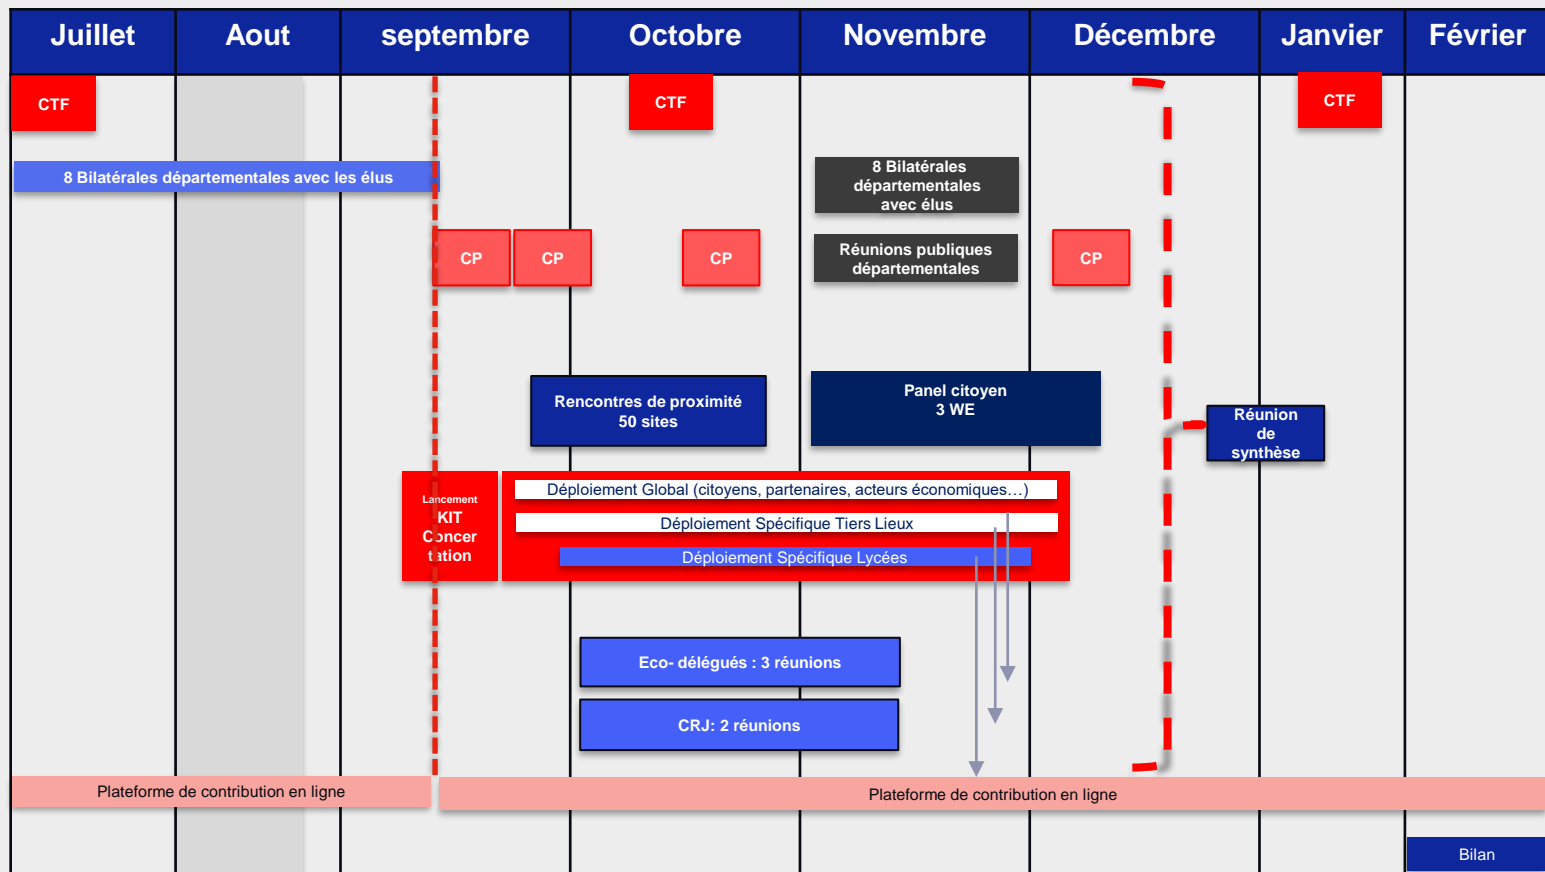 Juillet
Aout
septembre
Octobre
Novembre
Décembre
Janvier
Février
CTF
CTF
CTF
8 Bilatérales départementales avec les élus
8 Bilatérales
départementales
avec élus
CP
CP
CP
Réunions publiques
départementales
CP
Rencontres de proximité
50 sites
Panel citoyen
3 WE
Réunion
de
synthèse
Lancement
KIT
Concer
tation
Déploiement Global (citoyens, partenaires, acteurs économiques…)
Déploiement Spécifique Tiers Lieux
Déploiement Spécifique Lycées
Eco- délégués : 3 réunions
CRJ: 2 réunions
Plateforme de contribution en ligne
Plateforme de contribution en ligne
Bilan